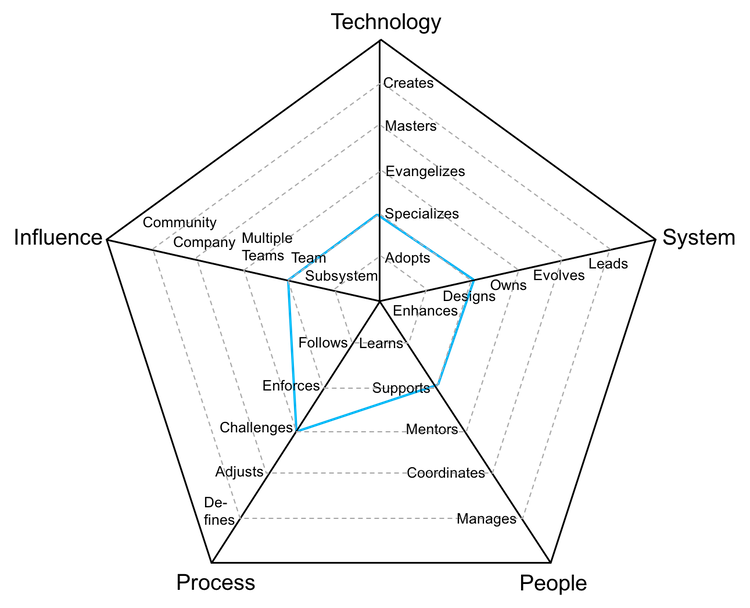 Technology
Creates
Masters
Evangelizes
Specializes
Adopts
Influence
Community
Company
Multiple
Teams
Team
Subsystem
System
Leads
Evolves
Owns
Designs
Enhances
Follows
Learns
Enforces
Supports
Challenges
Mentors
Adjusts
Coordinates
De-
fines
Manages
Process
People